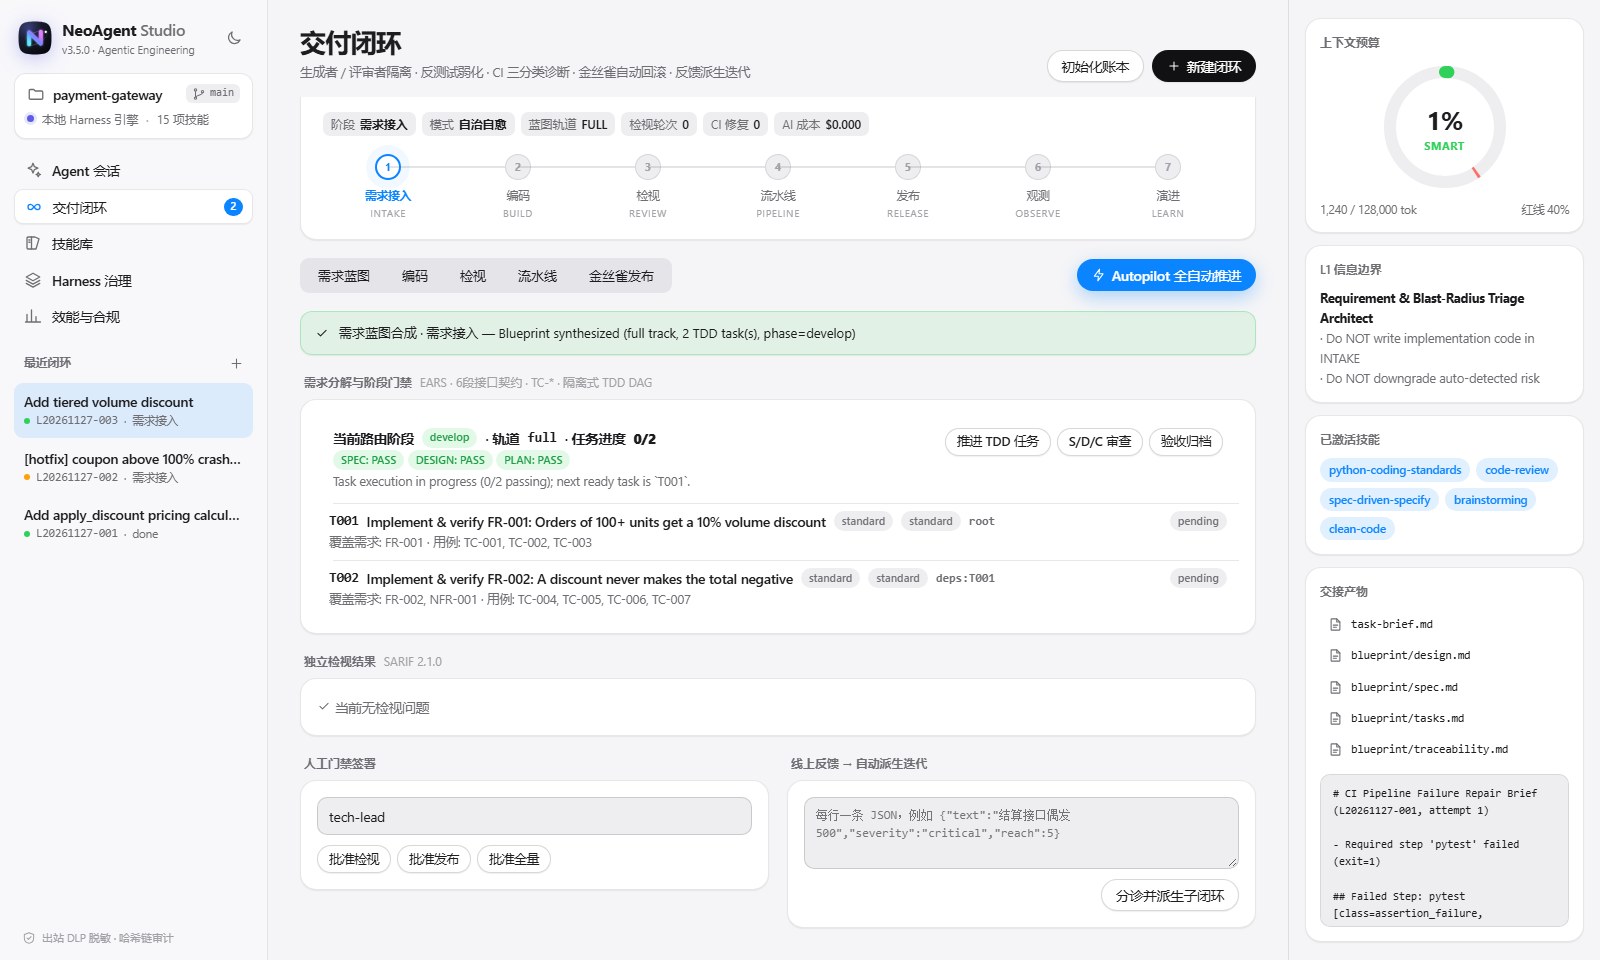 NeoAgent Studio
v3.5.0 · Agentic Engineering
payment-gateway
main
本地 Harness 引擎 · 15 项技能
Agent 会话
交付闭环
2
技能库
Harness 治理
效能与合规
最近闭环
Add tiered volume discount
L20261127-003 · 需求接入
[hotfix] coupon above 100% crash...
L20261127-002 · 需求接入
Add apply_discount pricing calcul...
L20261127-001 · done
出站 DLP 脱敏 · 哈希链审计
交付闭环
生成者 / 评审者隔离 · 反测试弱化 · CI 三分类诊断 · 金丝雀自动回滚 · 反馈派生迭代
初始化账本
新建闭环
阶段 需求接入
模式 自治自愈
蓝图轨道 FULL
检视轮次 0
CI 修复 0
AI 成本 $0.000
1
需求接入
INTAKE
2
编码
BUILD
3
检视
REVIEW
4
流水线
PIPELINE
5
发布
RELEASE
6
观测
OBSERVE
7
演进
LEARN
需求蓝图
编码
检视
流水线
金丝雀发布
Autopilot 全自动推进
需求蓝图合成 · 需求接入 — Blueprint synthesized (full track, 2 TDD task(s), phase=develop)
需求分解与阶段门禁 EARS · 6段接口契约 · TC-* · 隔离式 TDD DAG
当前路由阶段 develop · 轨道 full · 任务进度 0/2
推进 TDD 任务
S/D/C 审查
验收归档
SPEC: PASS
DESIGN: PASS
PLAN: PASS
Task execution in progress (0/2 passing); next ready task is `T001`.
T001 Implement & verify FR-001: Orders of 100+ units get a 10% volume discount standard standard root pending
覆盖需求: FR-001 · 用例: TC-001, TC-002, TC-003
T002 Implement & verify FR-002: A discount never makes the total negative standard standard deps:T001 pending
覆盖需求: FR-002, NFR-001 · 用例: TC-004, TC-005, TC-006, TC-007
独立检视结果 SARIF 2.1.0
当前无检视问题
人工门禁签署
tech-lead
批准检视
批准发布
批准全量
线上反馈 → 自动派生迭代
每行一条 JSON，例如 {"text":"结算接口偶发
500","severity":"critical","reach":5}
分诊并派生子闭环
上下文预算
1%
SMART
1,240 / 128,000 tok
红线 40%
L1 信息边界
Requirement & Blast-Radius Triage
Architect
· Do NOT write implementation code in
INTAKE
· Do NOT downgrade auto-detected risk
已激活技能
python-coding-standards
code-review
spec-driven-specify
brainstorming
clean-code
交接产物
task-brief.md
blueprint/design.md
blueprint/spec.md
blueprint/tasks.md
blueprint/traceability.md
# CI Pipeline Failure Repair Brief
(L20261127-001, attempt 1)
- Required step 'pytest' failed
(exit=1)
## Failed Step: pytest
[class=assertion_failure,